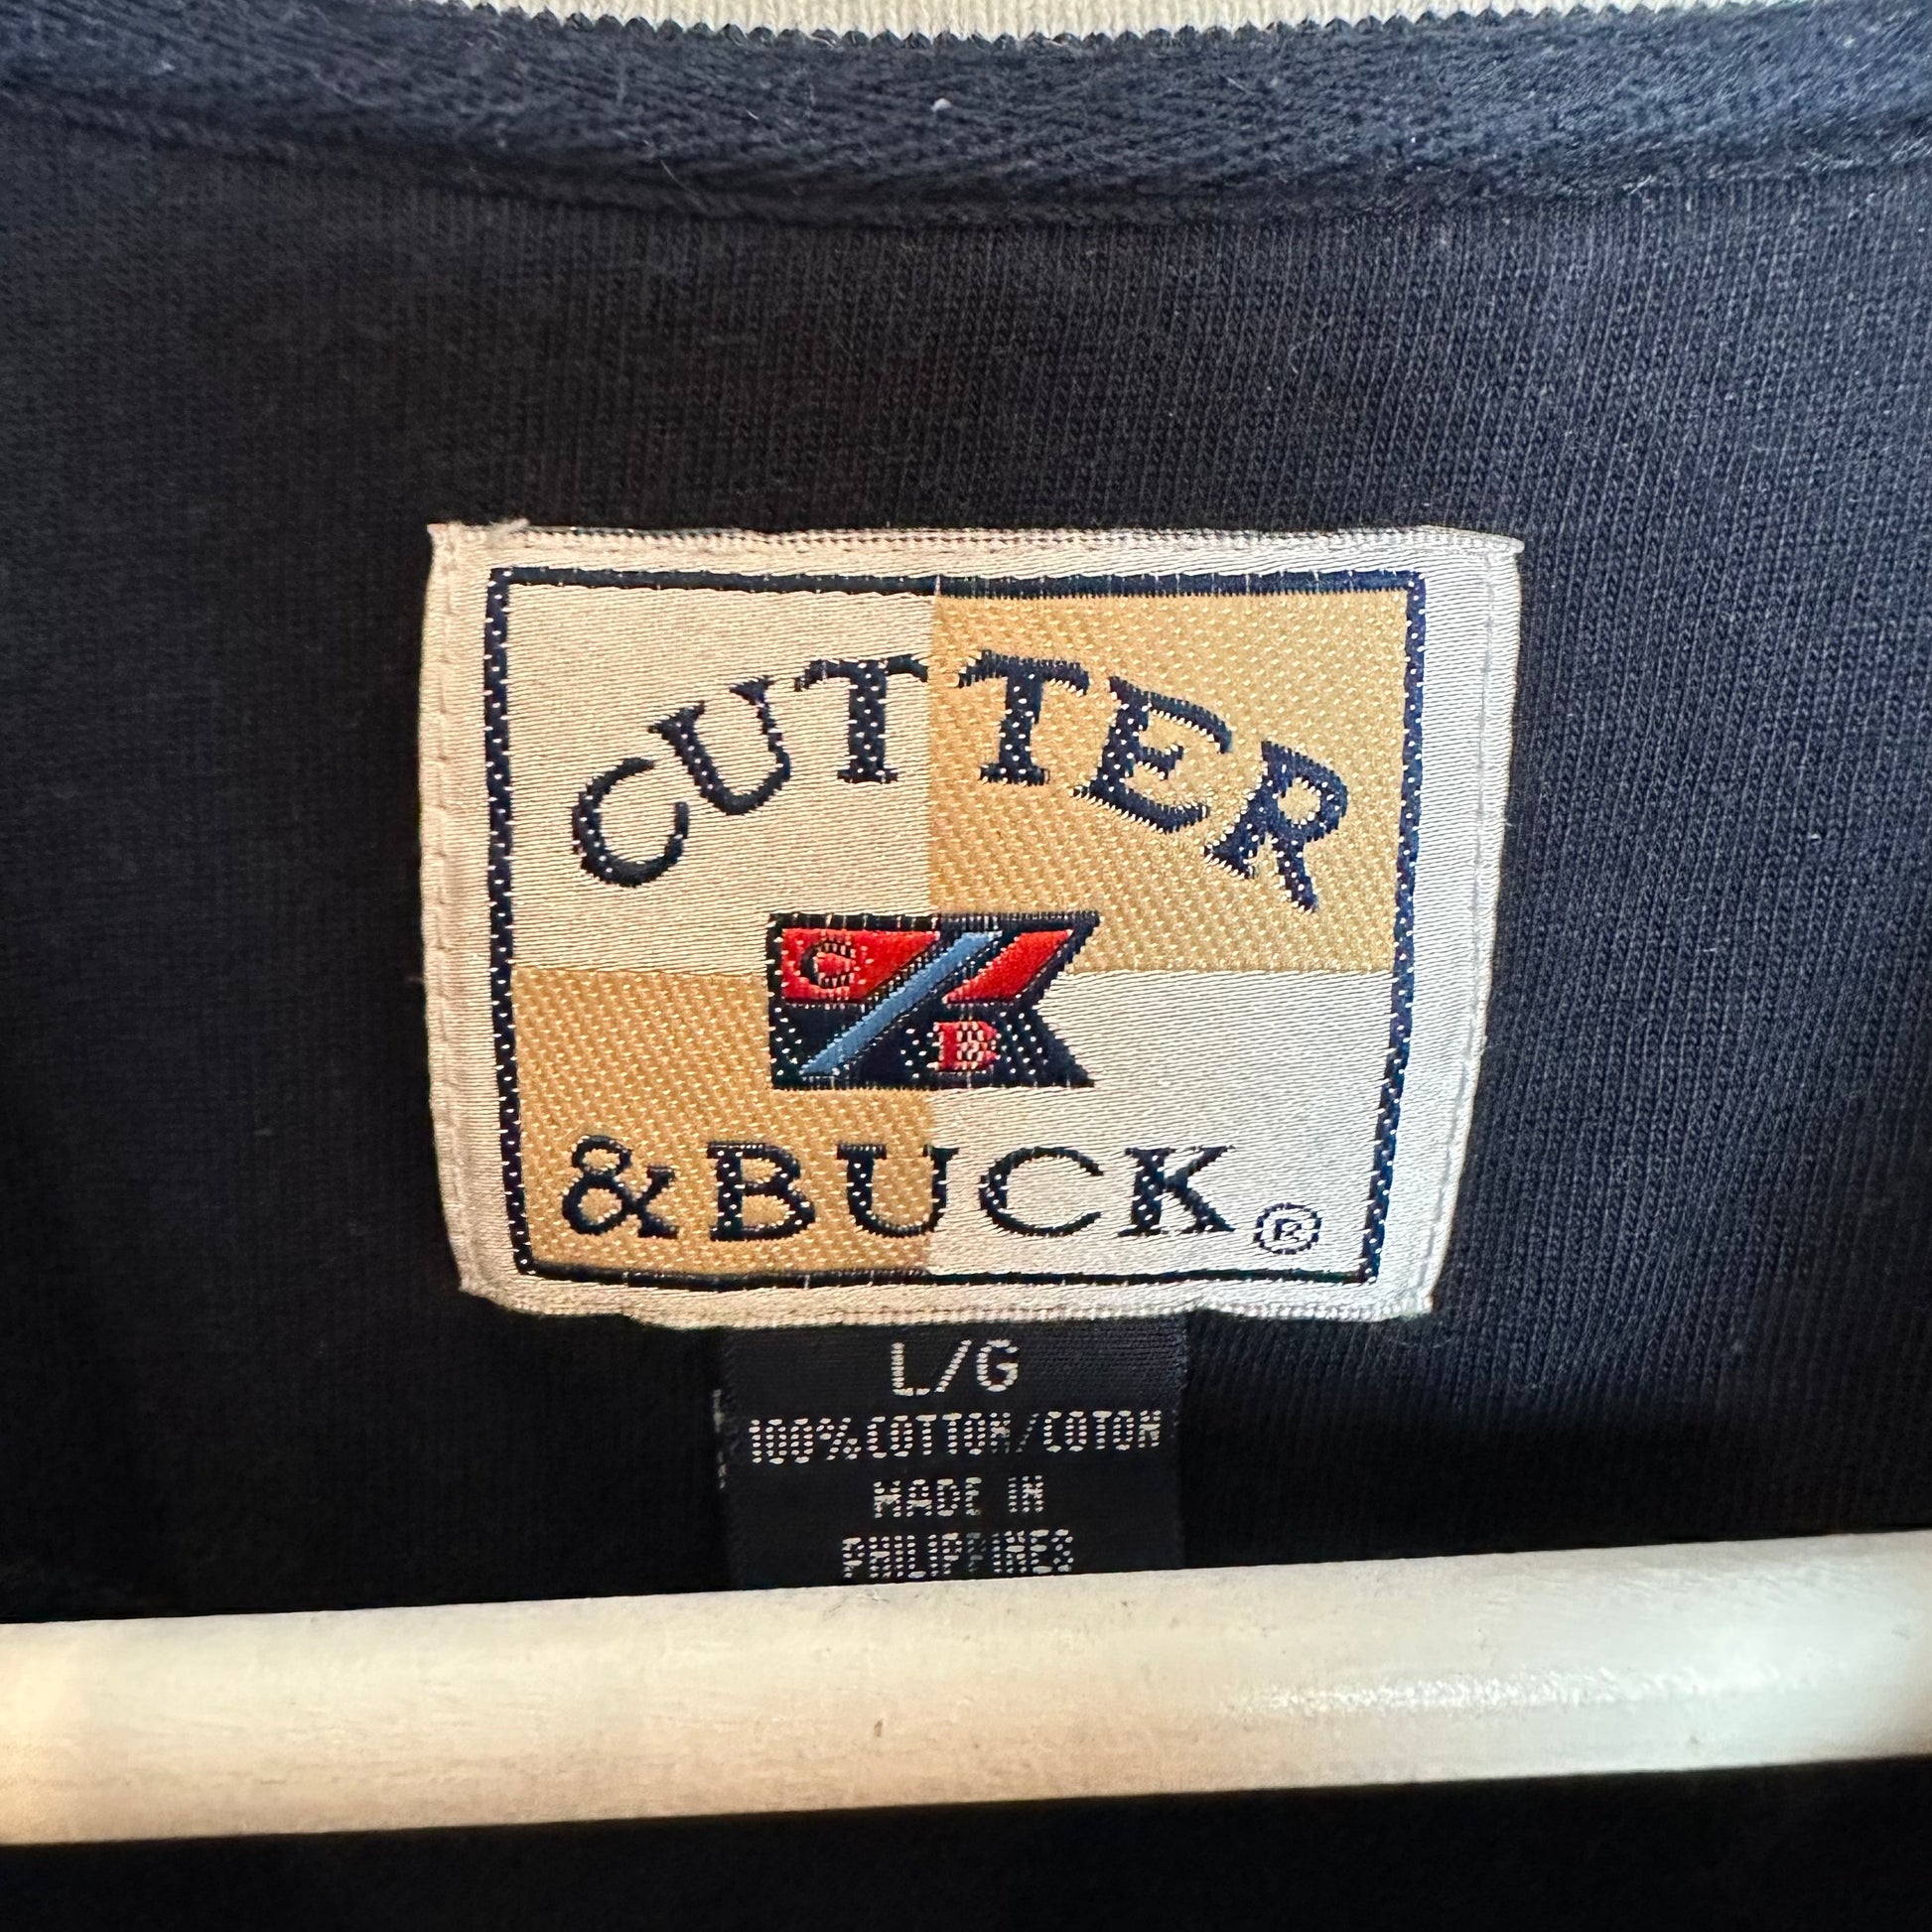 CUTTER
C
B
& BUCK ®
L/G
100% COTTON/COTON
MADE IN
PHILIPPINES